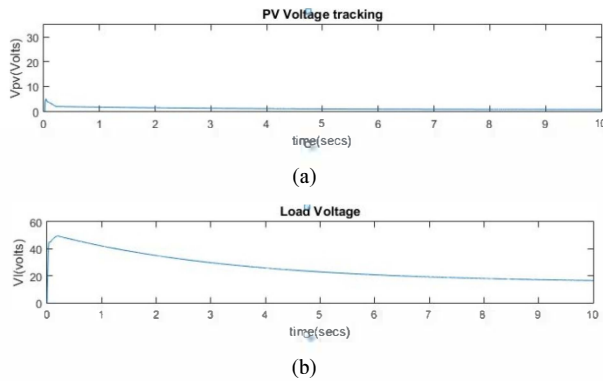 PV Voltage tracking
Vpv(Volts)
30
20
10
0
0 1 2 3 4 5 6 7 8 9 10
time(secs)
(a)
Load Voltage
Vl(volts)
60
40
20
0
0 1 2 3 4 5 6 7 8 9 10
time(secs)
(b)